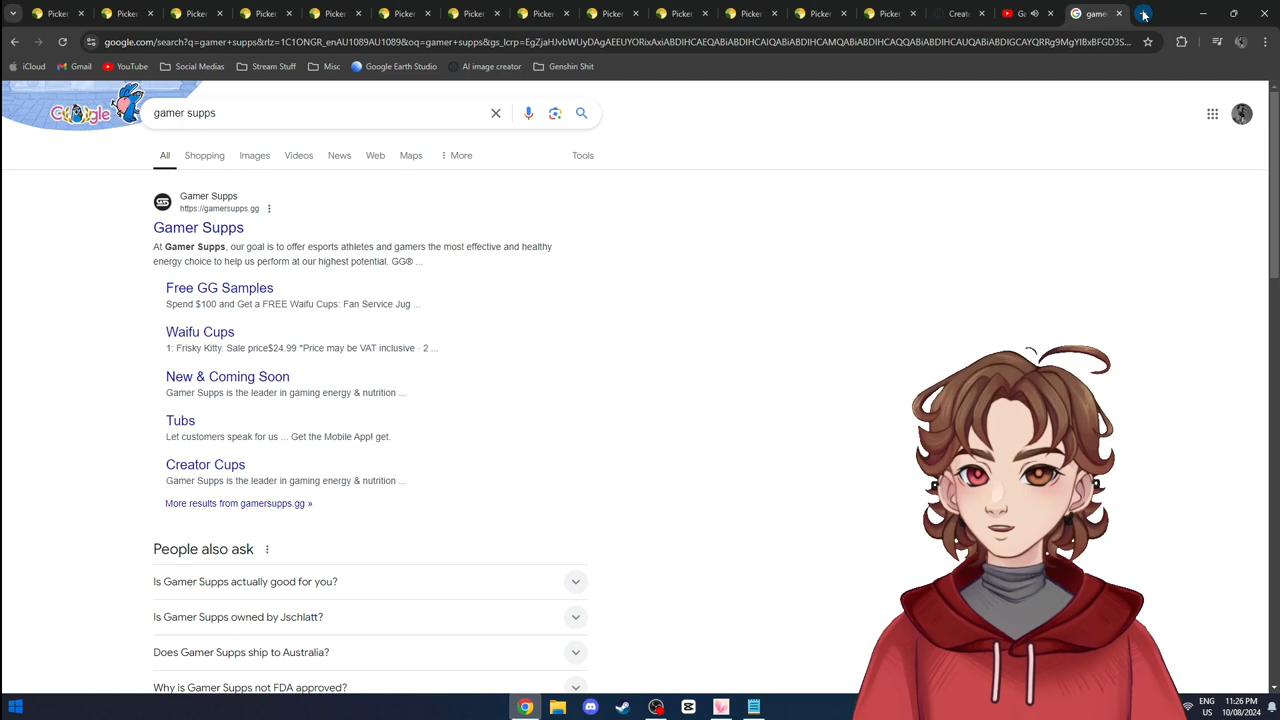 Picker Picker Picker Picker Picker Picker Picker Picker Picker Picker Picker Picker Picker Create Ga game
google.com/search?q=gamer+supps&rlz=1C1ONGR_enAU1089AU1089&oq=gamer+supps&gs_lcrp=EgZjaHJvbWUyDAgAEEUYORixAxiABDIHCAEQABiABDIHCAIQABiABDIHCAMQABiABDIHCAQQABiABDIHCAUQABiABDIGCAYQRRg9MgYIBxBFGD3S...
iCloud Gmail YouTube Social Medias Stream Stuff Misc Google Earth Studio AI image creator Genshin Shit
Google
gamer supps
All Shopping Images Videos News Web Maps More Tools
Gamer Supps
https://gamersupps.gg
Gamer Supps
At Gamer Supps, our goal is to offer esports athletes and gamers the most effective and healthy
energy choice to help us perform at our highest potential. GG® ...
Free GG Samples
Spend $100 and Get a FREE Waifu Cups: Fan Service Jug ...
Waifu Cups
1: Frisky Kitty. Sale price$24.99 "Price may be VAT inclusive · 2 ...
New & Coming Soon
Gamer Supps is the leader in gaming energy & nutrition ...
Tubs
Let customers speak for us ... Get the Mobile App! get.
Creator Cups
Gamer Supps is the leader in gaming energy & nutrition ...
More results from gamersupps.gg »
People also ask
Is Gamer Supps actually good for you?
Is Gamer Supps owned by Jschlatt?
Does Gamer Supps ship to Australia?
Why is Gamer Supps not FDA approved?
ENG
US
11:26 PM
10/08/2024